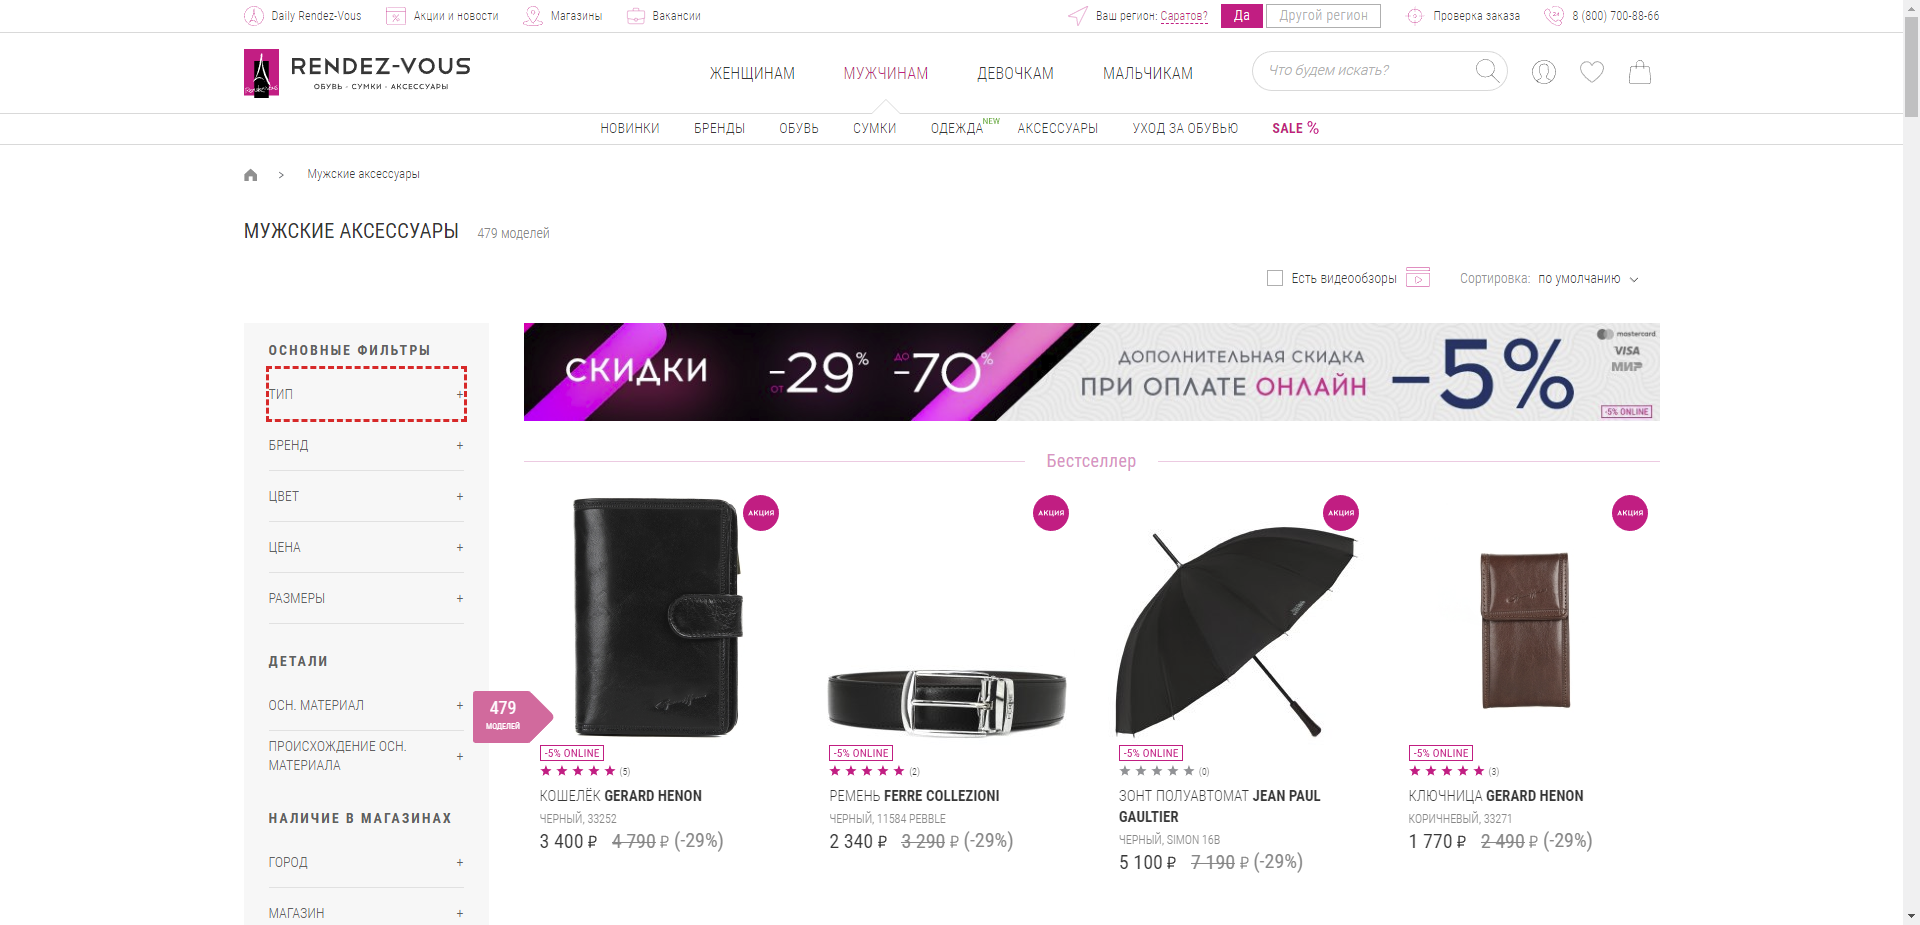 Daily Rendez-Vous
Акции и новости
Магазины
Вакансии
Ваш регион: Саратов?
Да
Другой регион
Проверка заказа
8 (800) 700-88-66
RENDEZ-VOUS
ОБУВЬ · СУМКИ · АКСЕССУАРЫ
ЖЕНЩИНАМ
МУЖЧИНАМ
ДЕВОЧКАМ
МАЛЬЧИКАМ
Что будем искать?
НОВИНКИ
БРЕНДЫ
ОБУВЬ
СУМКИ
ОДЕЖДА NEW
АКСЕССУАРЫ
УХОД ЗА ОБУВЬЮ
SALE %
> Мужские аксессуары
МУЖСКИЕ АКСЕССУАРЫ 479 моделей
Есть видеообзоры
Сортировка: по умолчанию
ОСНОВНЫЕ ФИЛЬТРЫ
ТИП +
БРЕНД +
ЦВЕТ +
ЦЕНА +
РАЗМЕРЫ +
ДЕТАЛИ
ОСН. МАТЕРИАЛ +
ПРОИСХОЖДЕНИЕ ОСН.
МАТЕРИАЛА +
НАЛИЧИЕ В МАГАЗИНАХ
ГОРОД +
МАГАЗИН +
479
МОДЕЛЕЙ
СКИДКИ
ОТ -29% ДО -70%
ДОПОЛНИТЕЛЬНАЯ СКИДКА
ПРИ ОПЛАТЕ ОНЛАЙН
-5%
mastercard
VISA
МИР
-5% ONLINE
Бестселлер
АКЦИЯ
-5% ONLINE
(5)
КОШЕЛЁК GERARD HENON
ЧЕРНЫЙ, 33252
3 400 ₽ 4 790 ₽ (-29%)
АКЦИЯ
-5% ONLINE
(2)
РЕМЕНЬ FERRE COLLEZIONI
ЧЕРНЫЙ, 11584 PEBBLE
2 340 ₽ 3 290 ₽ (-29%)
АКЦИЯ
-5% ONLINE
(0)
ЗОНТ ПОЛУАВТОМАТ JEAN PAUL
GAULTIER
ЧЕРНЫЙ, SIMON 16B
5 100 ₽ 7 190 ₽ (-29%)
АКЦИЯ
-5% ONLINE
(3)
КЛЮЧНИЦА GERARD HENON
КОРИЧНЕВЫЙ, 33271
1 770 ₽ 2 490 ₽ (-29%)